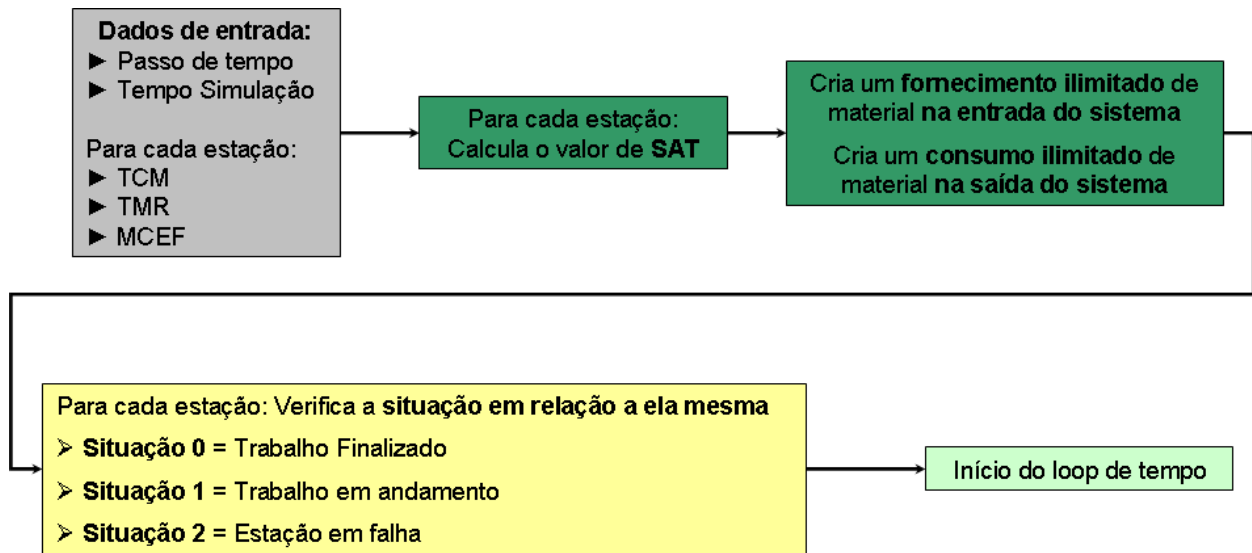 Dados de entrada:
► Passo de tempo
► Tempo Simulação
Para cada estação:
► TCM
► TMR
► MCEF
Para cada estação:
Calcula o valor de SAT
Cria um fornecimento ilimitado de
material na entrada do sistema
Cria um consumo ilimitado de
material na saída do sistema
Para cada estação: Verifica a situação em relação a ela mesma
➢ Situação 0 = Trabalho Finalizado
➢ Situação 1 = Trabalho em andamento
➢ Situação 2 = Estação em falha
Início do loop de tempo